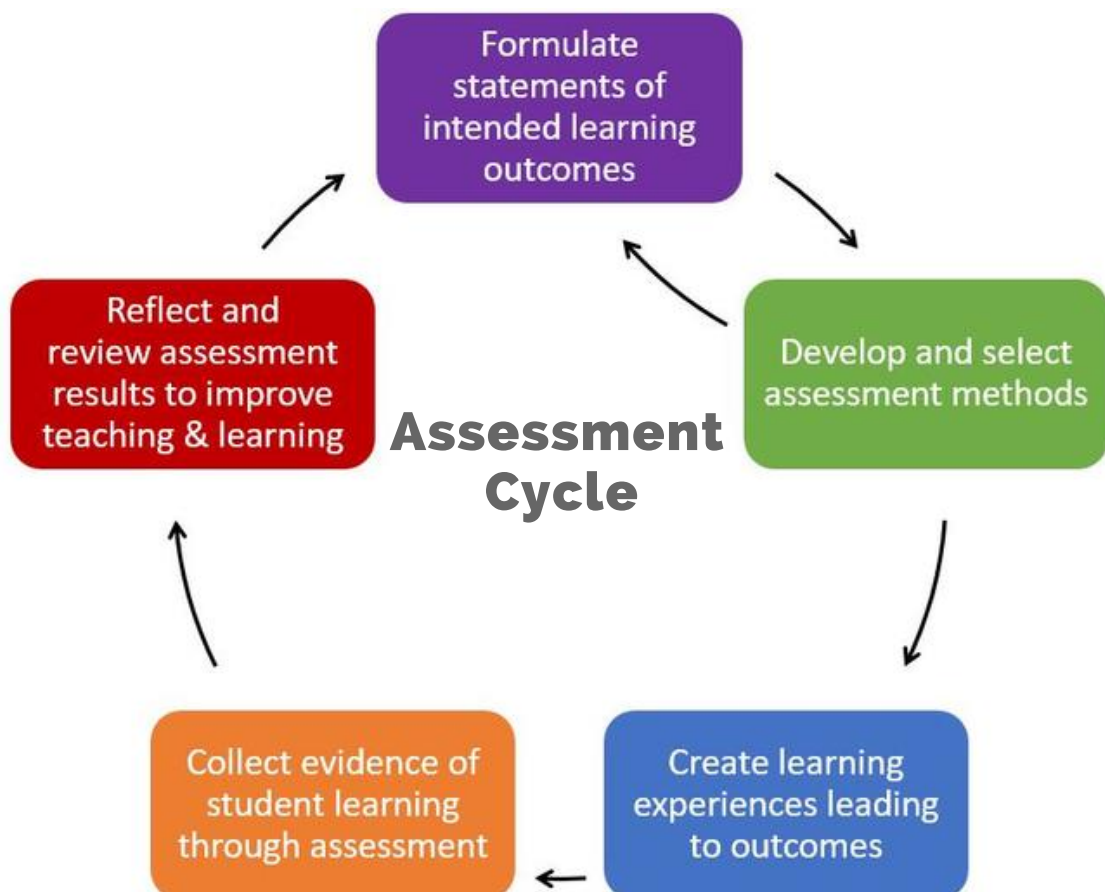 Formulate
statements of
intended learning
outcomes
Develop and select
assessment methods
Create learning
experiences leading
to outcomes
Collect evidence of
student learning
through assessment
Reflect and
review assessment
results to improve
teaching & learning
Assessment
Cycle